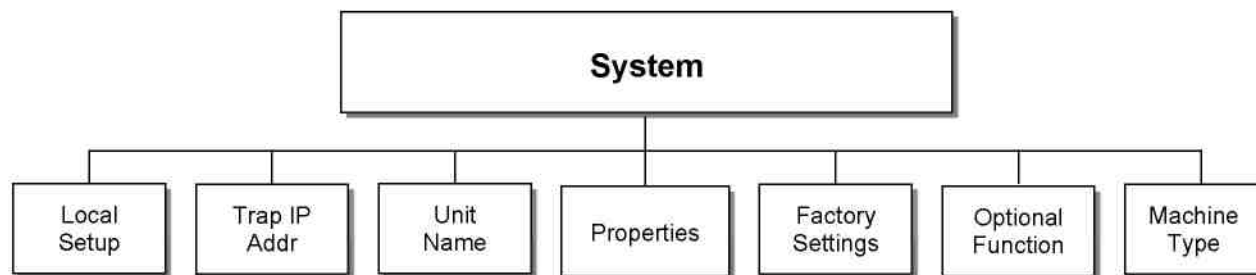 System
Local
Setup
Trap IP
Addr
Unit
Name
Properties
Factory
Settings
Optional
Function
Machine
Type